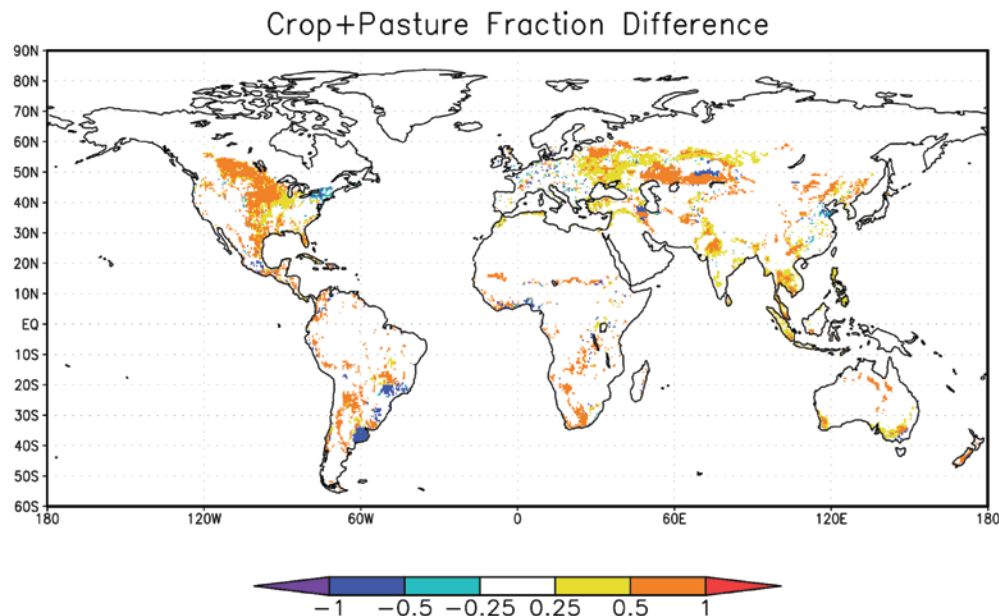 Crop+Pasture Fraction Difference
90N
80N
70N
60N
50N
40N
30N
20N
10N
EQ
10S
20S
30S
40S
50S
60S
180 120W 60W 0 60E 120E 180
−1 −0.5 −0.25 0.25 0.5 1